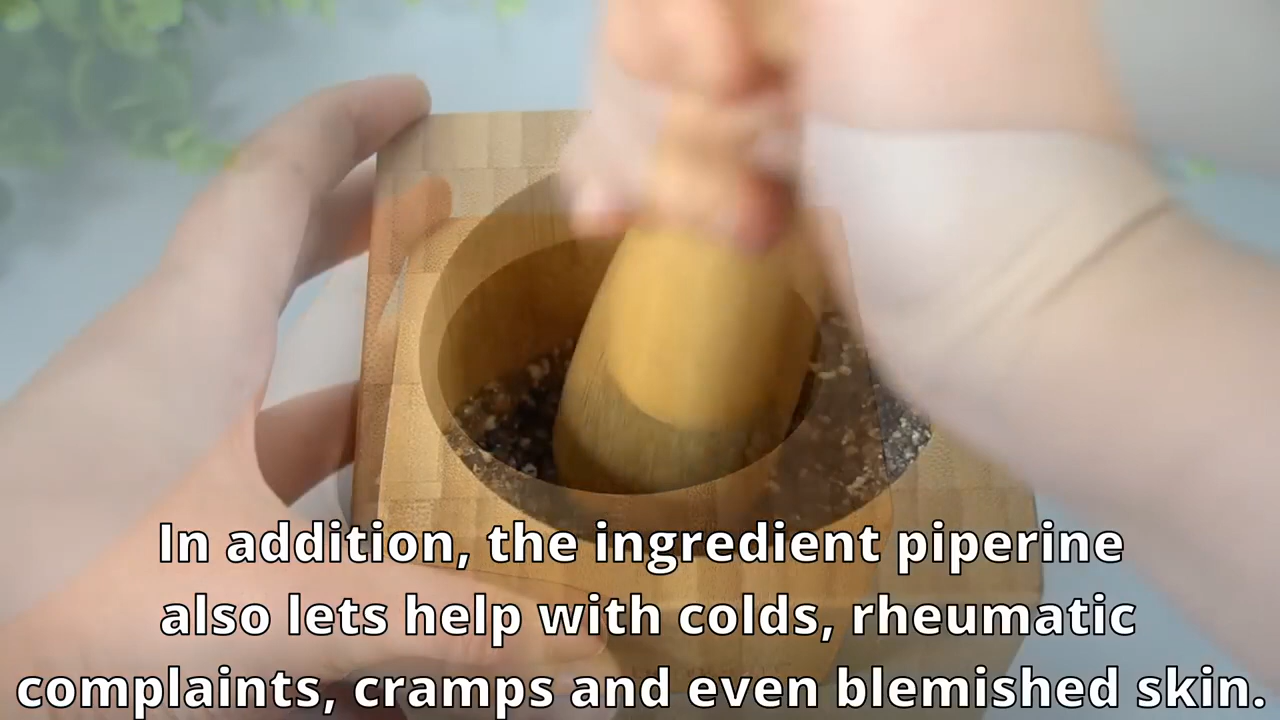 In addition, the ingredient piperine
also lets help with colds, rheumatic
complaints, cramps and even blemished skin.